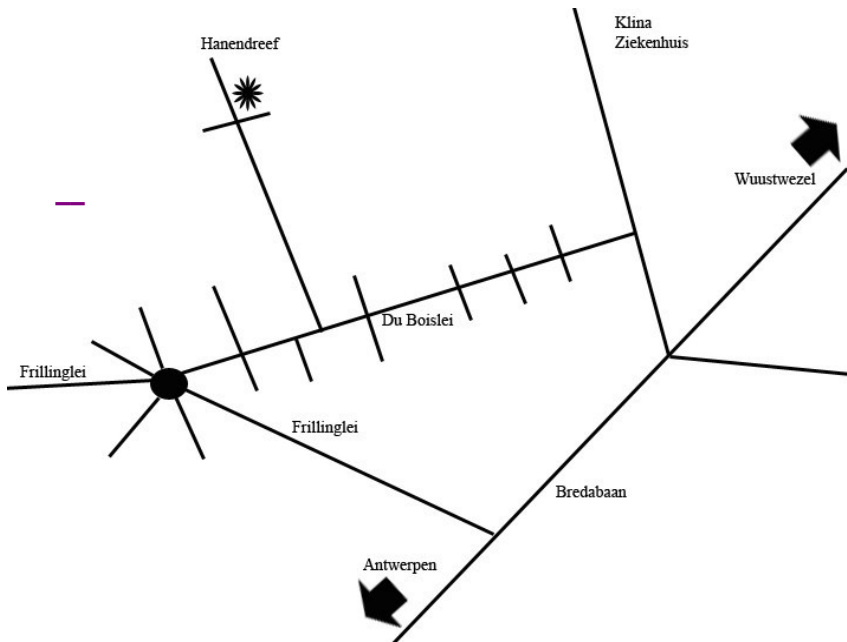 Klina
Ziekenhuis
Hanendreef
Wuustwezel
Du Boislei
Frillinglei
Frillinglei
Bredabaan
Antwerpen